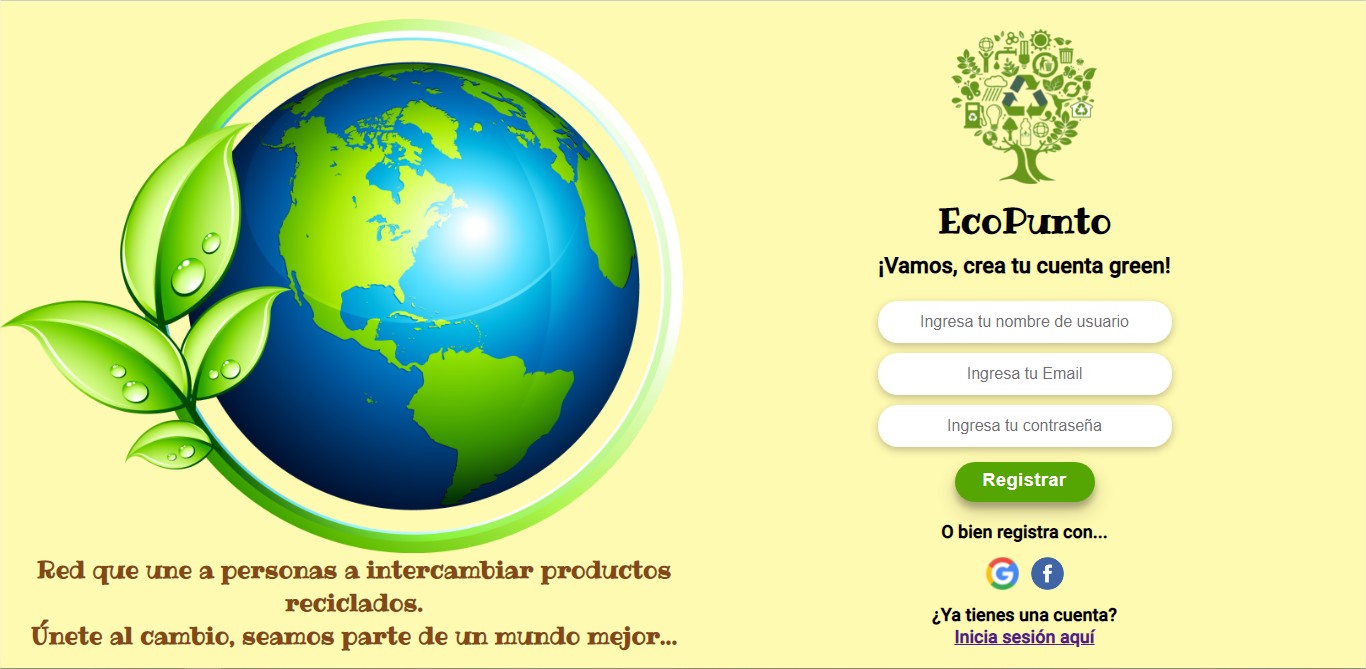 Red que une a personas a intercambiar productos
reciclados.
Únete al cambio, seamos parte de un mundo mejor...
EcoPunto
¡Vamos, crea tu cuenta green!
Ingresa tu nombre de usuario
Ingresa tu Email
Ingresa tu contraseña
Registrar
O bien registra con...
¿Ya tienes una cuenta?
Inicia sesión aquí